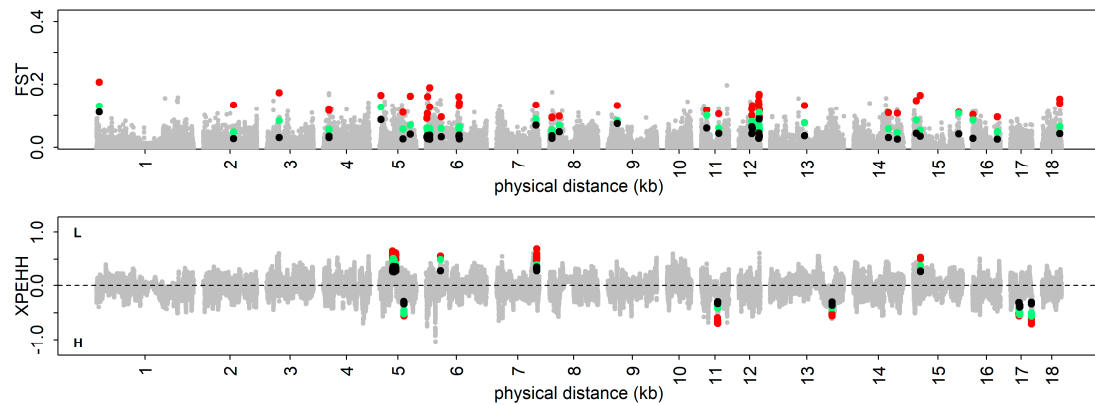 0.4
0.2
0.0
FST
1 2 3 4 5 6 7 8 9 10 11 12 13 14 15 16 17 18
physical distance (kb)
L
1.0
0.0
-1.0
XPEHH
H
1 2 3 4 5 6 7 8 9 10 11 12 13 14 15 16 17 18
physical distance (kb)